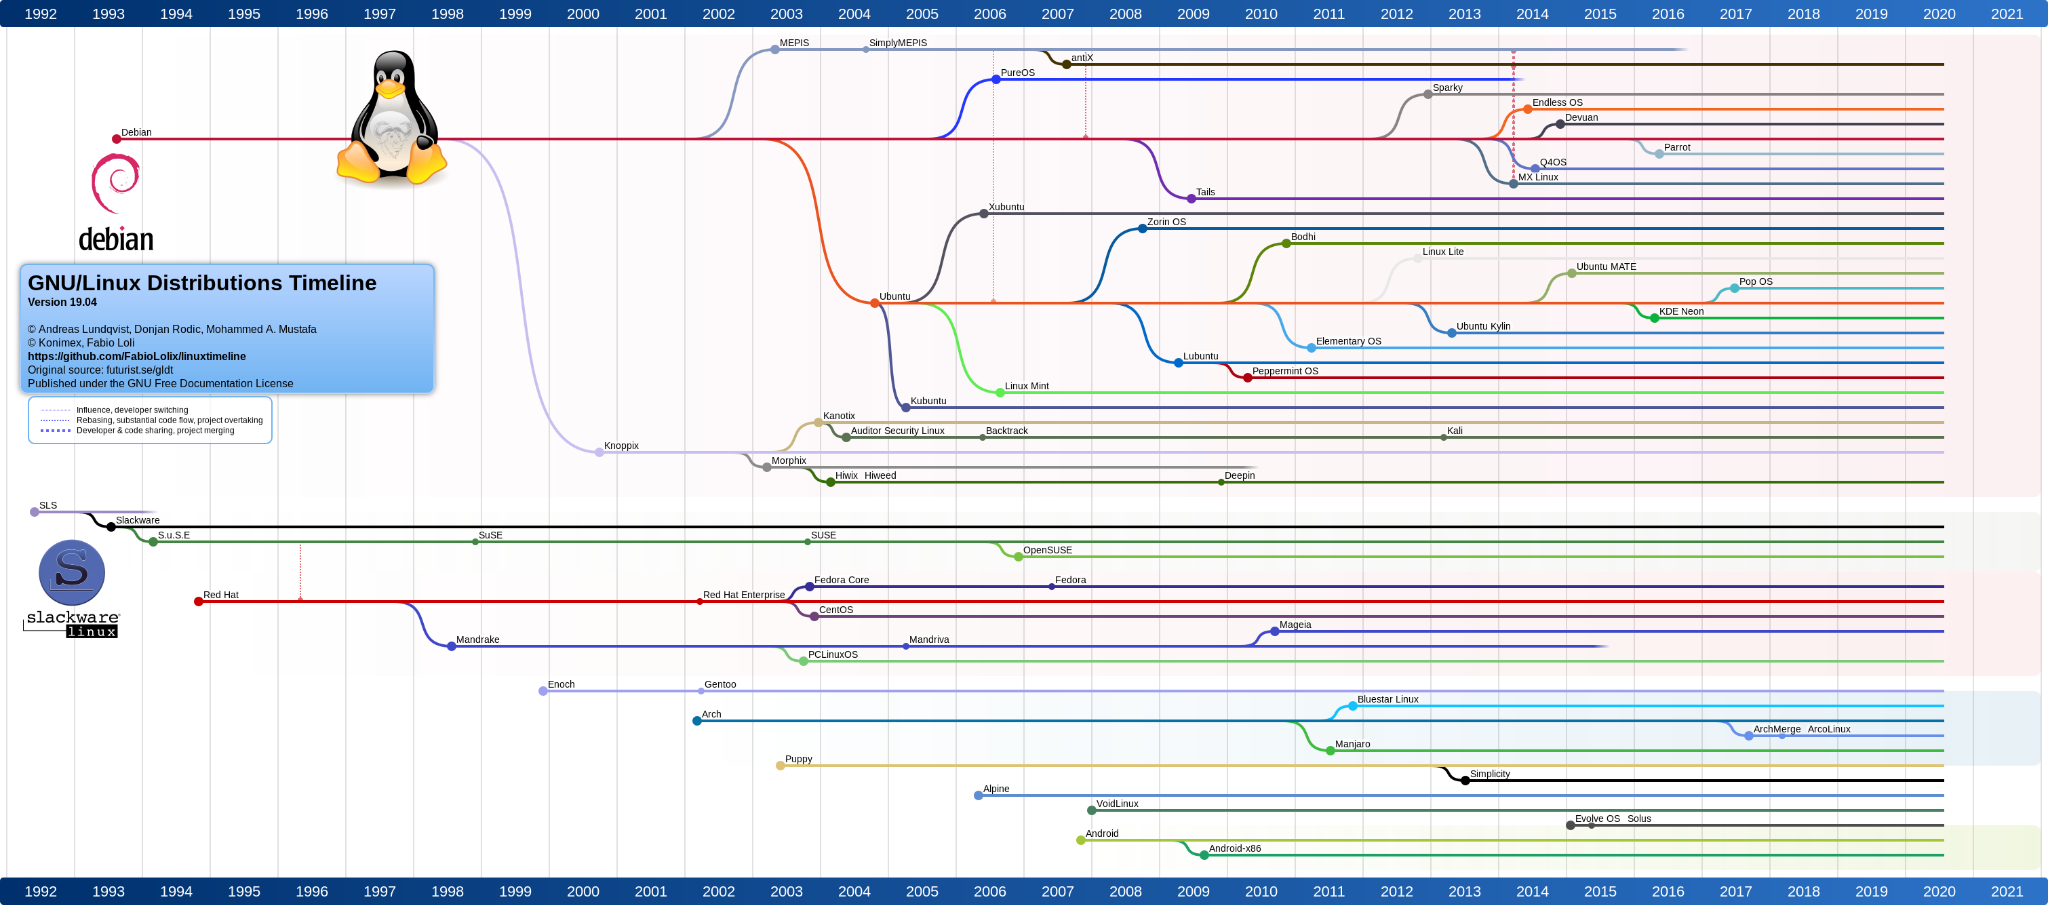 1992 1993 1994 1995 1996 1997 1998 1999 2000 2001 2002 2003 2004 2005 2006 2007 2008 2009 2010 2011 2012 2013 2014 2015 2016 2017 2018 2019 2020 2021
MEPIS SimplyMEPIS
antiX
PureOS
Sparky
Endless OS
Devuan
Debian
Parrot
Q4OS
MX Linux
Tails
debian
Xubuntu
Zorin OS
Bodhi
Linux Lite
Ubuntu MATE
Pop OS
Ubuntu
KDE Neon
Ubuntu Kylin
Elementary OS
Lubuntu
Peppermint OS
Linux Mint
Kubuntu
GNU/Linux Distributions Timeline
Version 19.04
© Andreas Lundqvist, Donjan Rodic, Mohammed A. Mustafa
© Konimex, Fabio Loli
https://github.com/FabioLolix/linuxtimeline
Original source: futurist.se/gldt
Published under the GNU Free Documentation License
Influence, developer switching
Rebasing, substantial code flow, project overtaking
Developer & code sharing, project merging
Kanotix
Auditor Security Linux Backtrack Kali
Knoppix
Morphix
Hiwix Hiweed Deepin
SLS
Slackware
S.u.S.E SuSE SUSE
OpenSUSE
S
slackware
linux
Fedora Core Fedora
Red Hat Red Hat Enterprise
CentOS
Mageia
Mandrake Mandriva
PCLinuxOS
Enoch Gentoo
Bluestar Linux
Arch
ArchMerge ArcoLinux
Manjaro
Puppy
Simplicity
Alpine
VoidLinux
Evolve OS Solus
Android
Android-x86
1992 1993 1994 1995 1996 1997 1998 1999 2000 2001 2002 2003 2004 2005 2006 2007 2008 2009 2010 2011 2012 2013 2014 2015 2016 2017 2018 2019 2020 2021